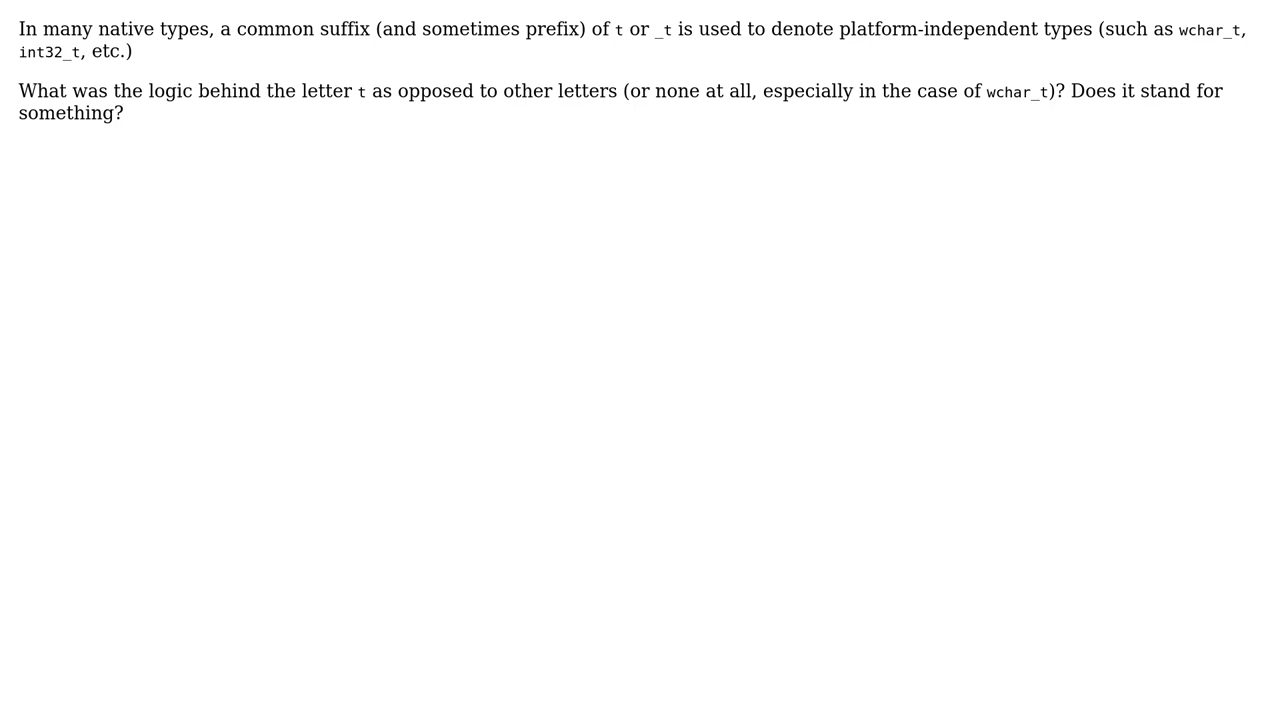 In many native types, a common suffix (and sometimes prefix) of t or _t is used to denote platform-independent types (such as wchar_t,
int32_t, etc.)
What was the logic behind the letter t as opposed to other letters (or none at all, especially in the case of wchar_t)? Does it stand for
something?